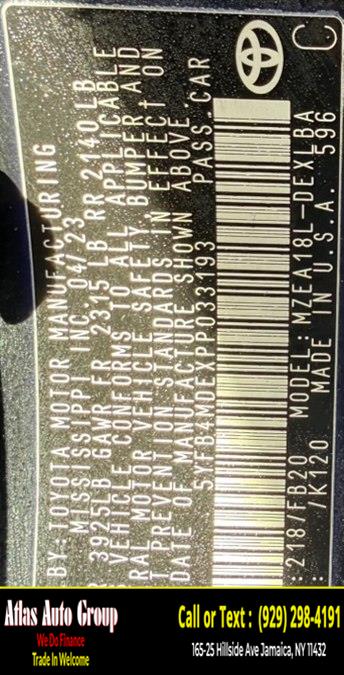 BY: TOYOTA MOTOR MANUFACTURING
MISSISSIPPI INC 04/23
R 3925LB GAWR FR 2315 LB RR 2140LB
VEHICLE CONFORMS TO ALL APPLICABLE
RAL MOTOR VEHICLE SAFETY, BUMPER AND
T PREVENTION STANDARDS IN EFFECT ON
DATE OF MANUFACTURE SHOWN ABOVE.
5YFB4MDEXPP033193 PASS.CAR
: 218/FB20 MODEL: MZEA18L-DEXLBA
/K120 MADE IN U.S.A. 596
C
Atlas Auto Group
We Do Finance
Trade In Welcome
Call or Text : (929) 298-4191
165-25 Hillside Ave Jamaica, NY 11432